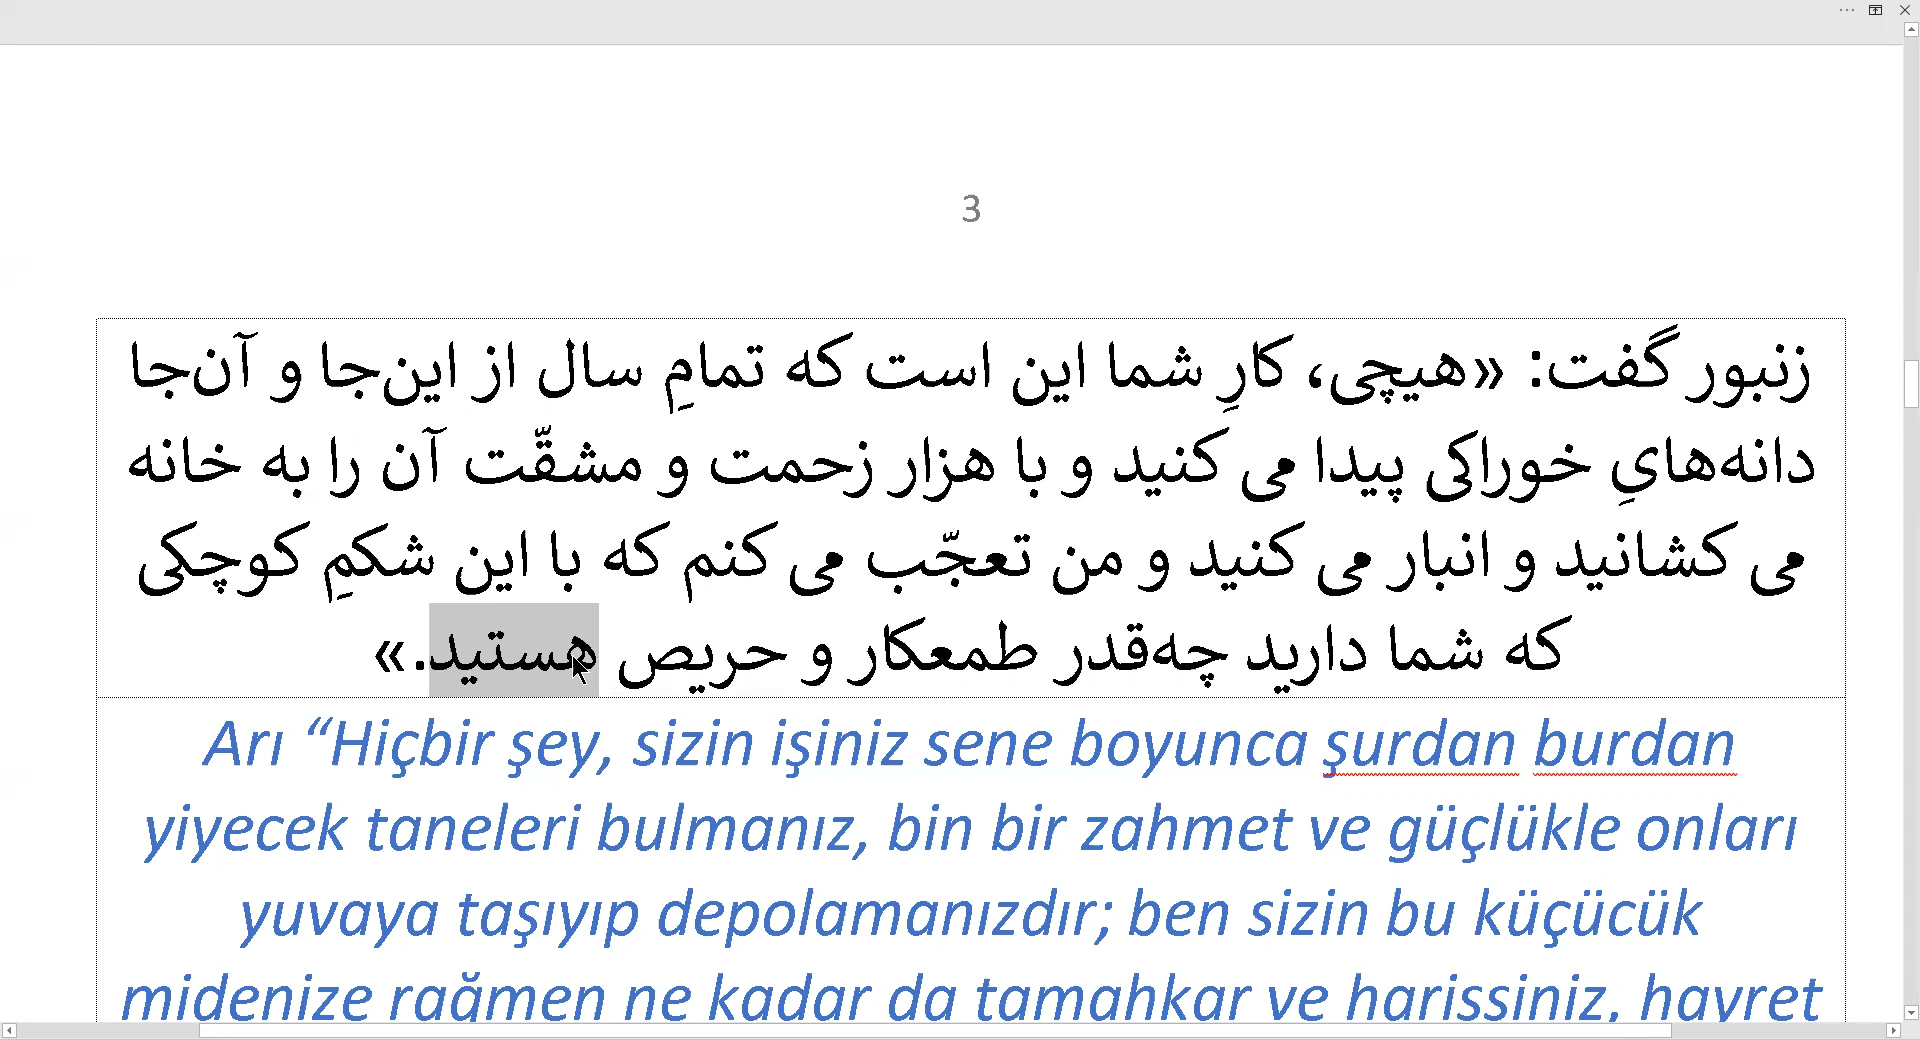 3
زنبور گفت: «هیچی، کارِ شما این است که تمامِ سال از این‌جا و آن‌جا
دانه‌هایِ خوراکی پیدا می کنید و با هزار زحمت و مشقّت آن را به خانه
می کشانید و انبار می کنید و من تعجّب می کنم که با این شکمِ کوچکی
که شما دارید چه‌قدر طمعکار و حریص هستید.»
Arı “Hiçbir şey, sizin işiniz sene boyunca şurdan burdan
yiyecek taneleri bulmanız, bin bir zahmet ve güçlükle onları
yuvaya taşıyıp depolamanızdır; ben sizin bu küçücük
midenize rağmen ne kadar da tamahkar ve harissiniz, hayret